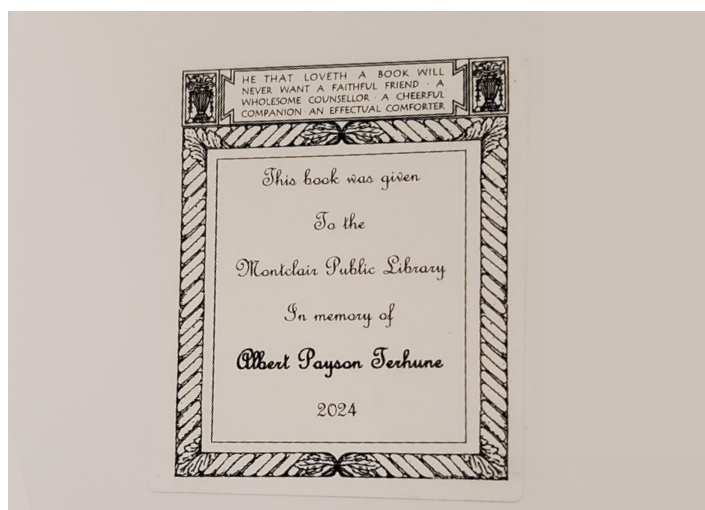 HE THAT LOVETH A BOOK WILL
NEVER WANT A FAITHFUL FRIEND · A
WHOLESOME COUNSELLOR · A CHEERFUL
COMPANION · AN EFFECTUAL COMFORTER
This book was given
To the
Montclair Public Library
In memory of
Albert Payson Terhune
2024